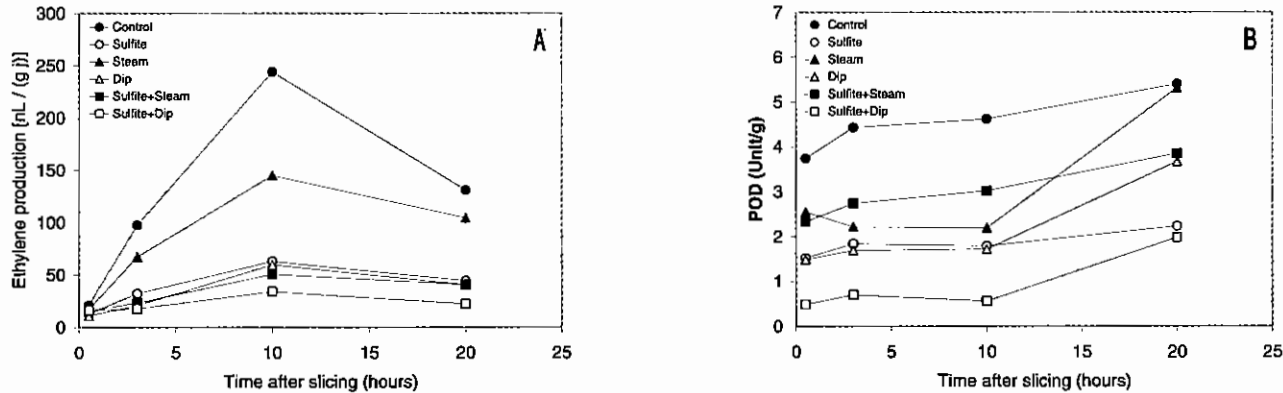 300
250
200
150
100
50
0
Ethylene production [nL / (g j)]
Control
Sulfite
Steam
Dip
Sulfite+Steam
Sulfite+Dip
A
0 5 10 15 20 25
Time after slicing (hours)
7
6
5
4
3
2
1
0
POD (Unit/g)
Control
Sulfite
Steam
Dip
Sulfite+Steam
Sulfite+Dip
B
0 5 10 15 20 25
Time after slicing (hours)